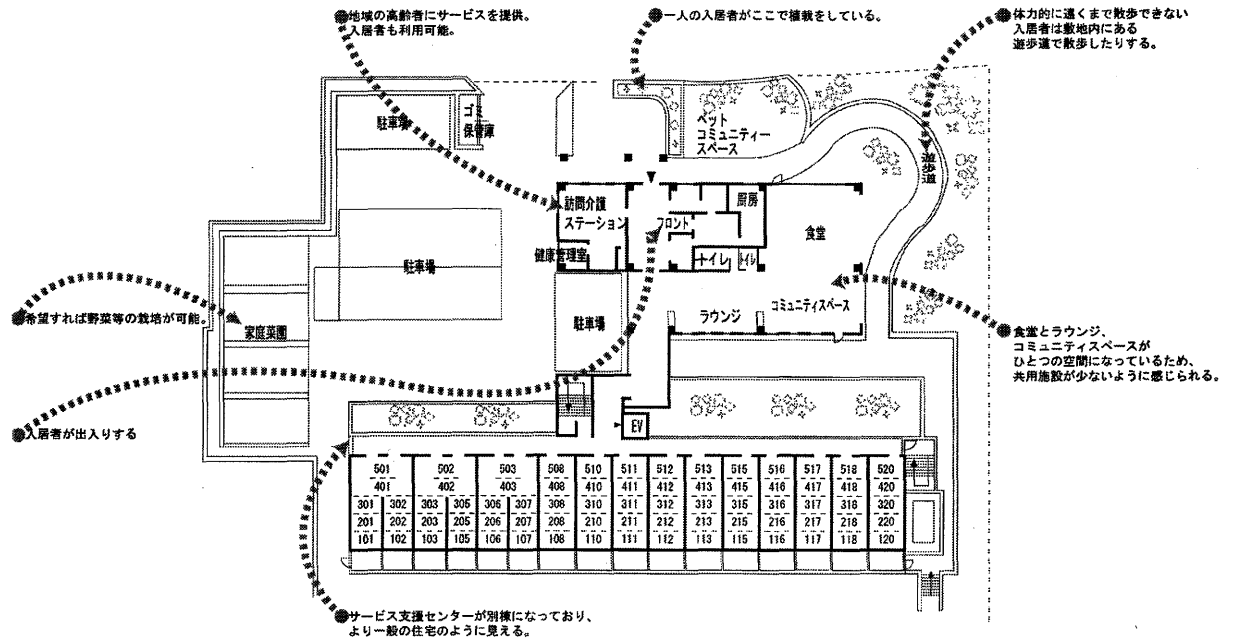 地域の高齢者にサービスを提供。
入居者も利用可能。
一人の入居者がここで植栽をしている。
体力的に遠くまで散歩できない
入居者は敷地内にある
遊歩道で散歩したりする。
駐車場
ゴミ
保管庫
ペット
コミュニティー
スペース
遊歩道
訪問介護
ステーション
フロント
厨房
食堂
健康管理室
トイレ
トイレ
駐車場
駐車場
ラウンジ
コミュニティスペース
希望すれば野菜等の栽培が可能。
家庭菜園
食堂とラウンジ、
コミュニティスペースが
ひとつの空間になっているため、
共用施設が少ないように感じられる。
入居者が出入りする
EV
501 502 503 508 510 511 512 513 515 516 517 518 520
401 402 403 408 410 411 412 413 415 416 417 418 420
301 302 303 305 306 307 308 310 311 312 313 315 316 317 318 320
201 202 203 205 206 207 208 210 211 212 213 215 216 217 218 220
101 102 103 105 106 107 108 110 111 112 113 115 116 117 118 120
サービス支援センターが別棟になっており、
より一般の住宅のように見える。